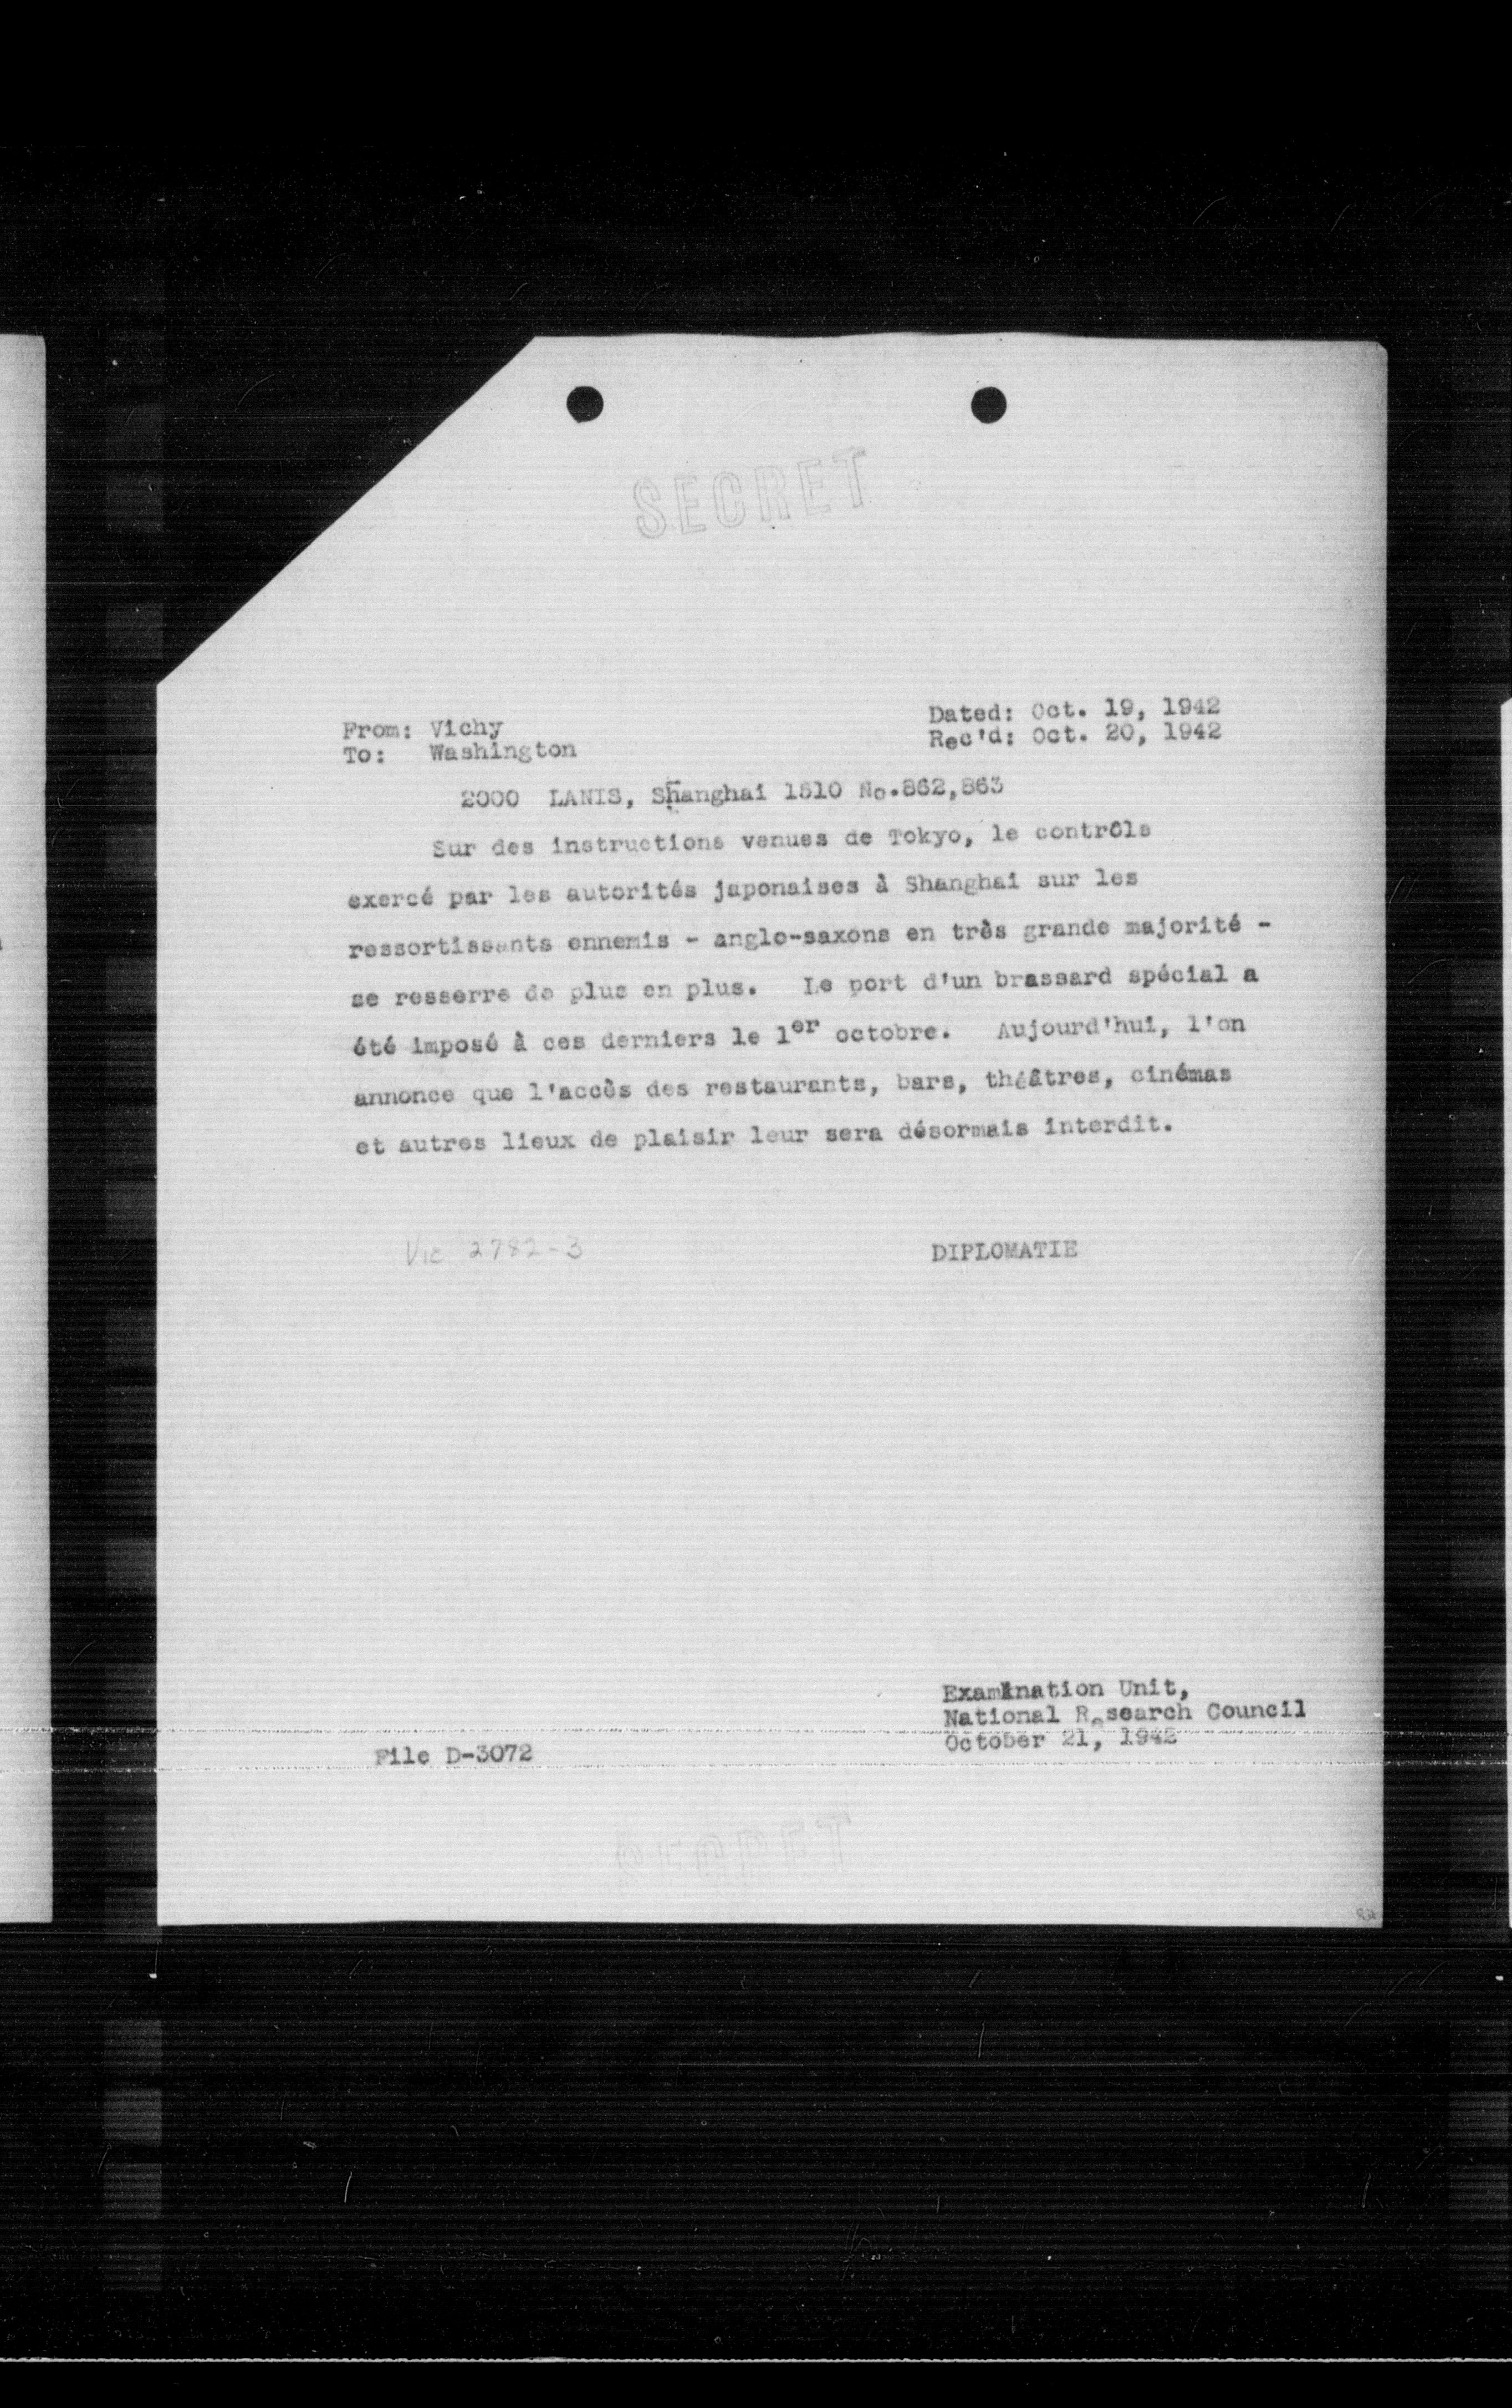 SECRET
From: Vichy
To: Washington
Dated: Oct. 19, 1942
Rec'd: Oct. 20, 1942
2000 LANIS, Shanghai 1810 No.862,863
Sur des instructions venues de Tokyo, le contrôle
exercé par les autorités japonaises à Shanghai sur les
ressortissants ennemis - anglo-saxons en très grande majorité -
se resserre de plus en plus. Le port d'un brassard spécial a
été imposé à ces derniers le 1er octobre. Aujourd'hui, l'on
annonce que l'accès des restaurants, bars, théâtres, cinémas
et autres lieux de plaisir leur sera désormais interdit.
Vic 2782-3
DIPLOMATIE
Examination Unit,
National Research Council
October 21, 1942
File D-3072
SECRET